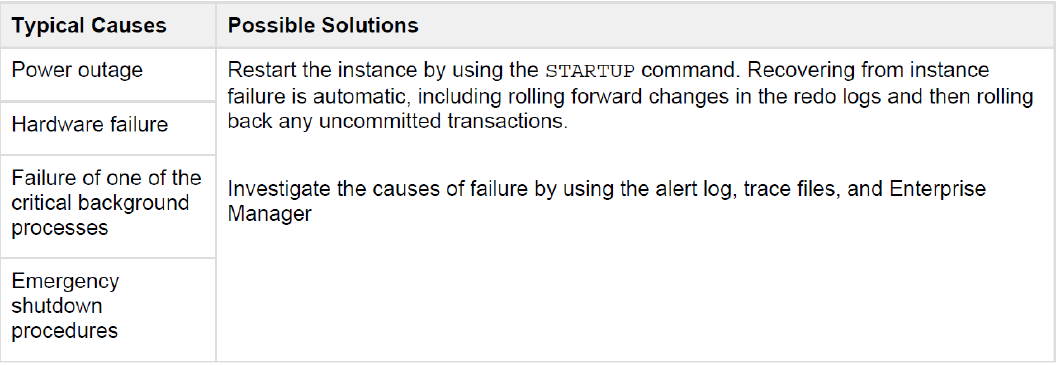 Typical Causes
Possible Solutions
Power outage
Hardware failure
Failure of one of the
critical background
processes
Emergency
shutdown
procedures
Restart the instance by using the STARTUP command. Recovering from instance
failure is automatic, including rolling forward changes in the redo logs and then rolling
back any uncommitted transactions.
Investigate the causes of failure by using the alert log, trace files, and Enterprise
Manager